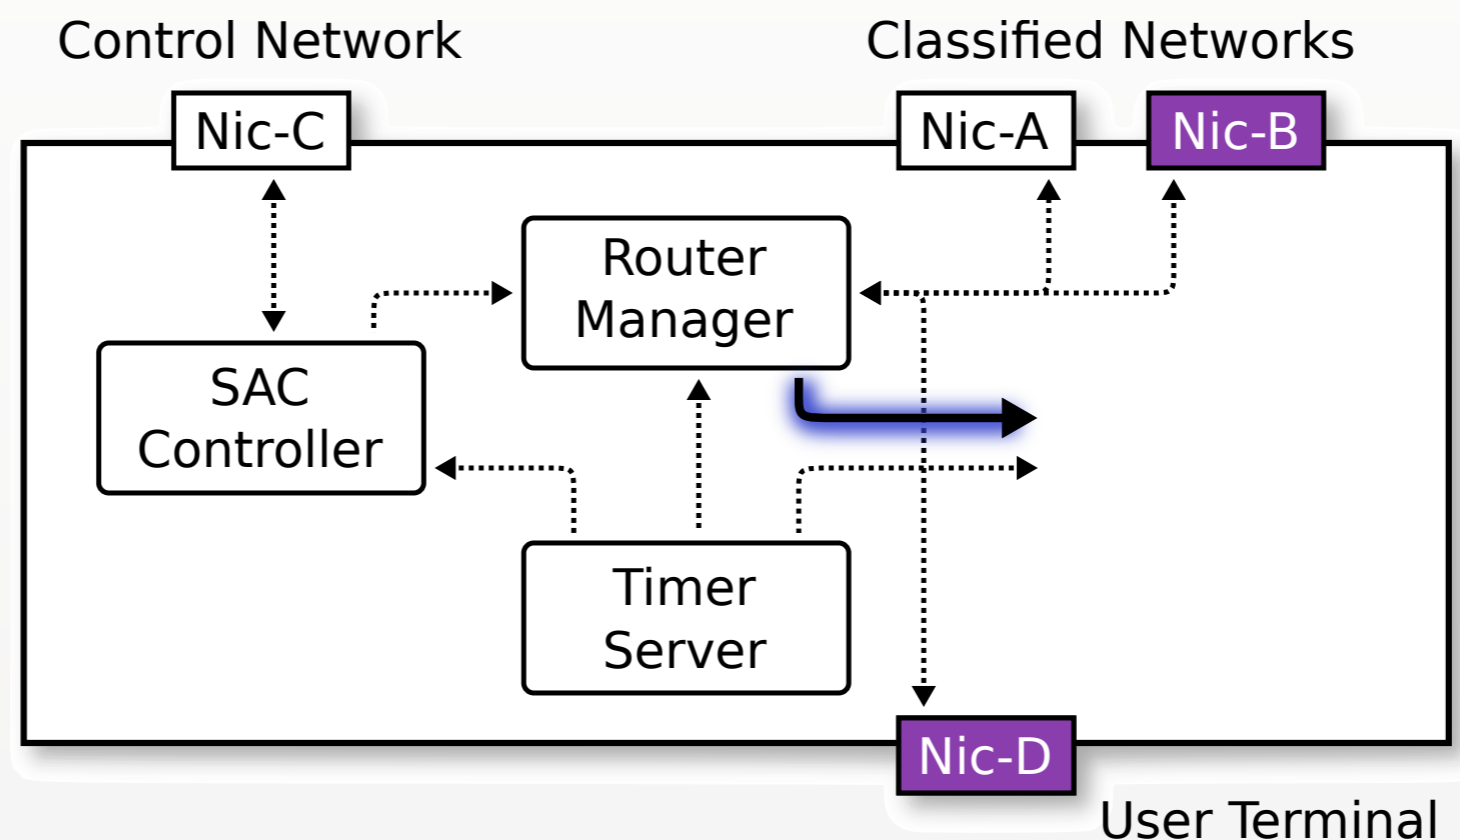 Control Network
Classified Networks
Nic-C
Nic-A
Nic-B
Router
Manager
SAC
Controller
Timer
Server
Nic-D
User Terminal